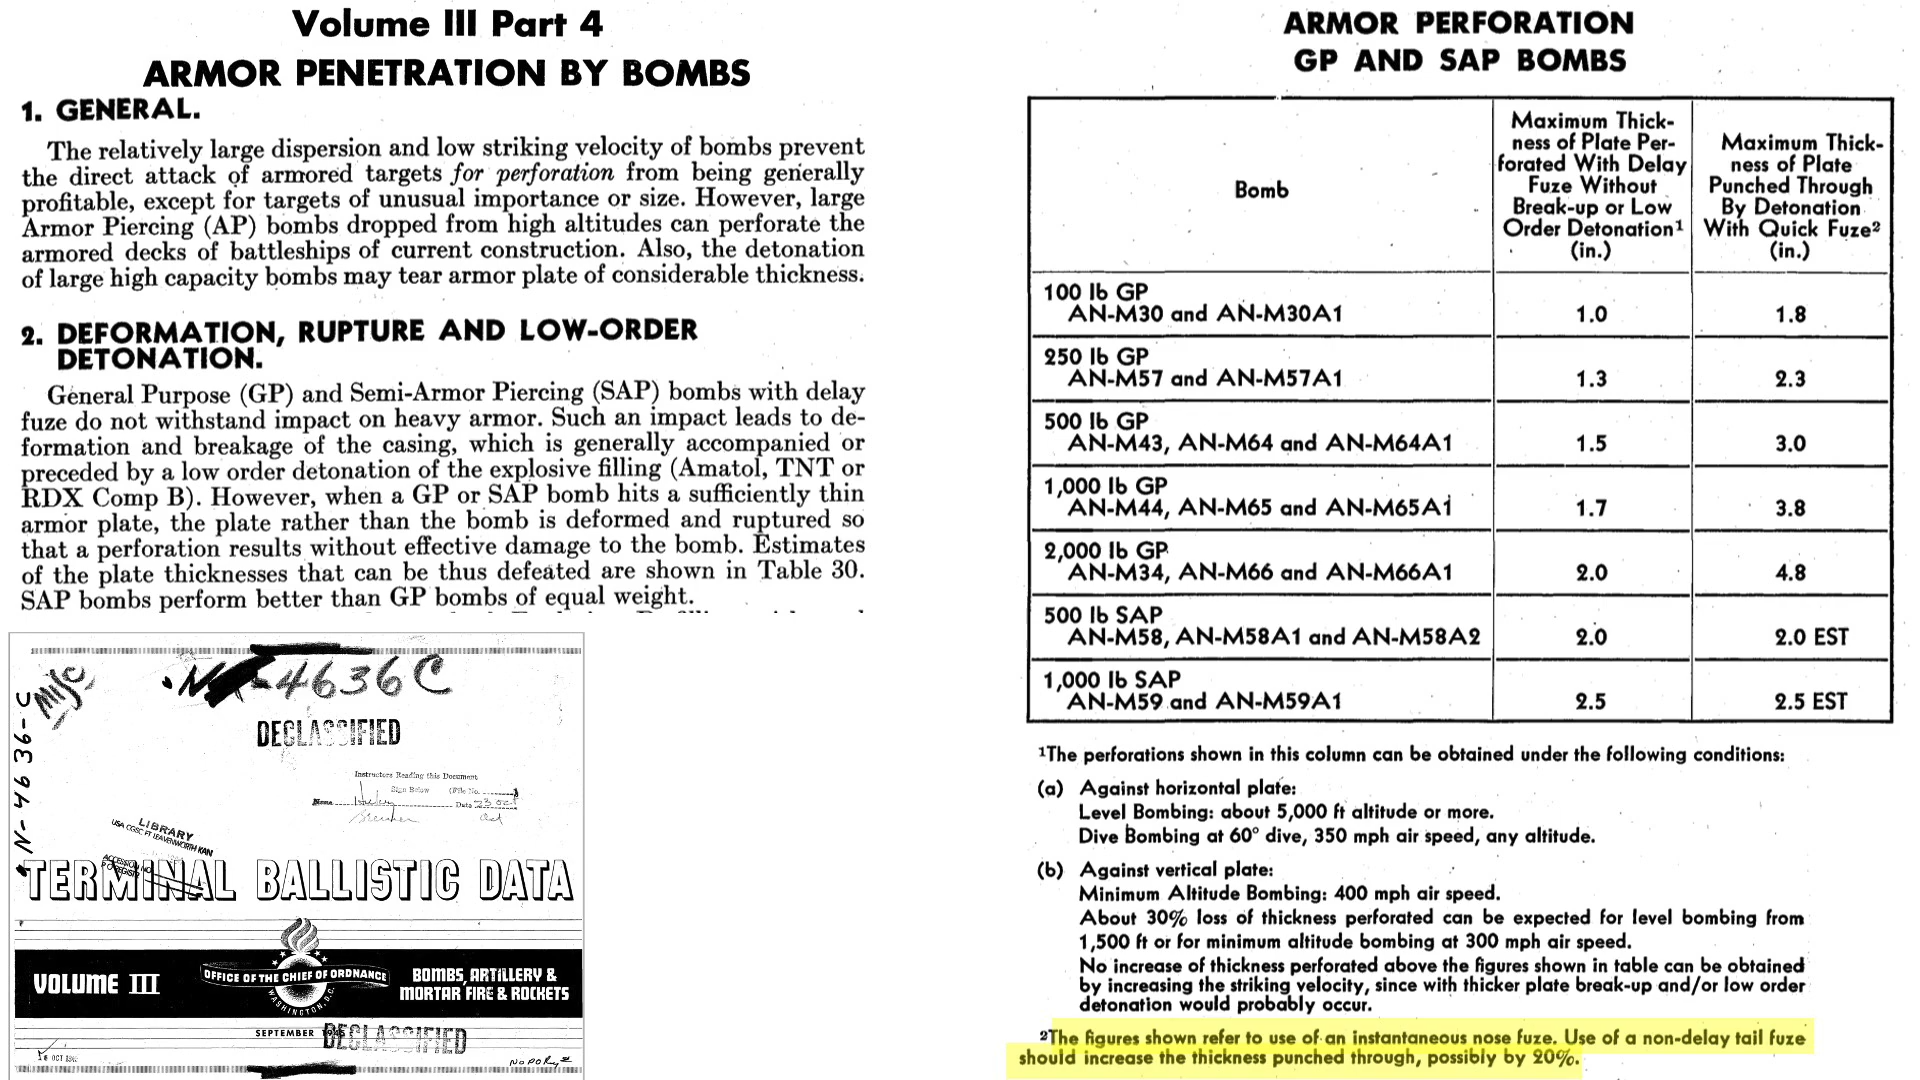 Volume III Part 4
ARMOR PENETRATION BY BOMBS
1. GENERAL.
The relatively large dispersion and low striking velocity of bombs prevent
the direct attack of armored targets for perforation from being generally
profitable, except for targets of unusual importance or size. However, large
Armor Piercing (AP) bombs dropped from high altitudes can perforate the
armored decks of battleships of current construction. Also, the detonation
of large high capacity bombs may tear armor plate of considerable thickness.
2. DEFORMATION, RUPTURE AND LOW-ORDER
DETONATION.
General Purpose (GP) and Semi-Armor Piercing (SAP) bombs with delay
fuze do not withstand impact on heavy armor. Such an impact leads to de-
formation and breakage of the casing, which is generally accompanied or
preceded by a low order detonation of the explosive filling (Amatol, TNT or
RDX Comp B). However, when a GP or SAP bomb hits a sufficiently thin
armor plate, the plate rather than the bomb is deformed and ruptured so
that a perforation results without effective damage to the bomb. Estimates
of the plate thicknesses that can be thus defeated are shown in Table 30.
SAP bombs perform better than GP bombs of equal weight.
Misc
-4636C
N-4636-C
DECLASSIFIED
Instructors Reading this Document
Sign Below (File No.
Name Date 23 Oct
LIBRARY
USA CGSC FT LEAVENWORTH KAN
ACCESSION NO
P O REGISTR
TERMINAL BALLISTIC DATA
VOLUME III
OFFICE OF THE CHIEF OF ORDNANCE
WASHINGTON, D.C.
BOMBS, ARTILLERY &
MORTAR FIRE & ROCKETS
SEPTEMBER 1945
DECLASSIFIED
16 OCT
ARMOR PERFORATION
GP AND SAP BOMBS
Bomb
Maximum Thick-
ness of Plate Per-
forated With Delay
Fuze Without
Break-up or Low
Order Detonation¹
(in.)
Maximum Thick-
ness of Plate
Punched Through
By Detonation
With Quick Fuze²
(in.)
100 lb GP
AN-M30 and AN-M30A1 1.0 1.8
250 lb GP
AN-M57 and AN-M57A1 1.3 2.3
500 lb GP
AN-M43, AN-M64 and AN-M64A1 1.5 3.0
1,000 lb GP
AN-M44, AN-M65 and AN-M65A1 1.7 3.8
2,000 lb GP
AN-M34, AN-M66 and AN-M66A1 2.0 4.8
500 lb SAP
AN-M58, AN-M58A1 and AN-M58A2 2.0 2.0 EST
1,000 lb SAP
AN-M59 and AN-M59A1 2.5 2.5 EST
¹The perforations shown in this column can be obtained under the following conditions:
(a) Against horizontal plate:
Level Bombing: about 5,000 ft altitude or more.
Dive Bombing at 60° dive, 350 mph air speed, any altitude.
(b) Against vertical plate:
Minimum Altitude Bombing: 400 mph air speed.
About 30% loss of thickness perforated can be expected for level bombing from
1,500 ft or for minimum altitude bombing at 300 mph air speed.
No increase of thickness perforated above the figures shown in table can be obtained
by increasing the striking velocity, since with thicker plate break-up and/or low order
detonation would probably occur.
²The figures shown refer to use of an instantaneous nose fuze. Use of a non-delay tail fuze
should increase the thickness punched through, possibly by 20%.